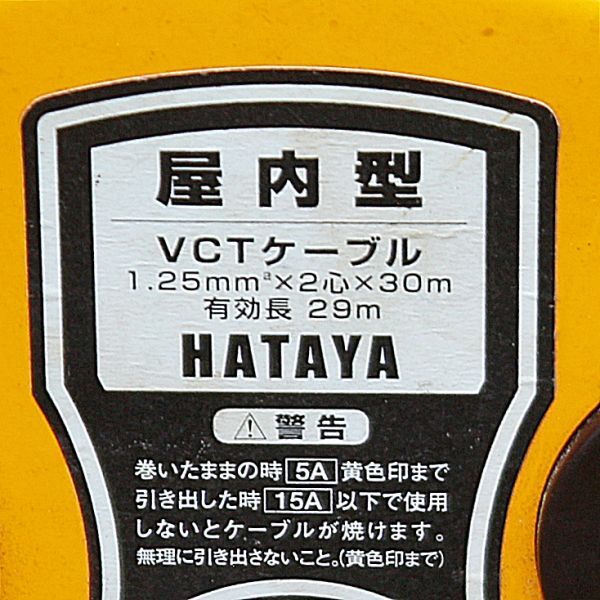 屋内型
VCTケーブル
1.25mm²×2心×30m
有効長 29m
HATAYA
⚠警告
巻いたままの時 5A 黄色印まで
引き出した時 15A 以下で使用
しないとケーブルが焼けます。
無理に引き出さないこと。(黄色印まで)